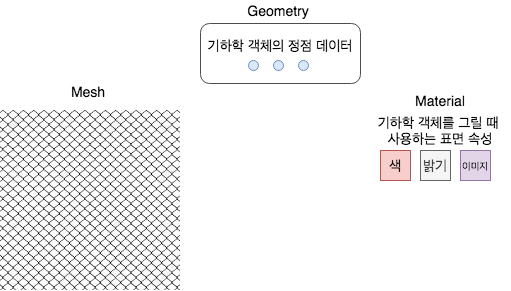 Geometry
기하학 객체의 정점 데이터
Mesh
Material
기하학 객체를 그릴 때
사용하는 표면 속성
색
밝기
이미지